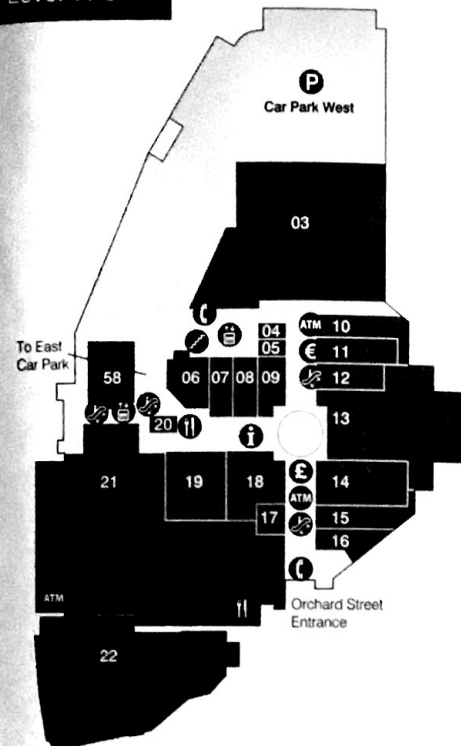 P
Car Park West
03
ATM 10
04
05
€ 11
To East
Car Park
58
06 07 08 09
12
13
20
i
21
19
18
£ 14
ATM
17
15
16
ATM
Orchard Street
Entrance
22